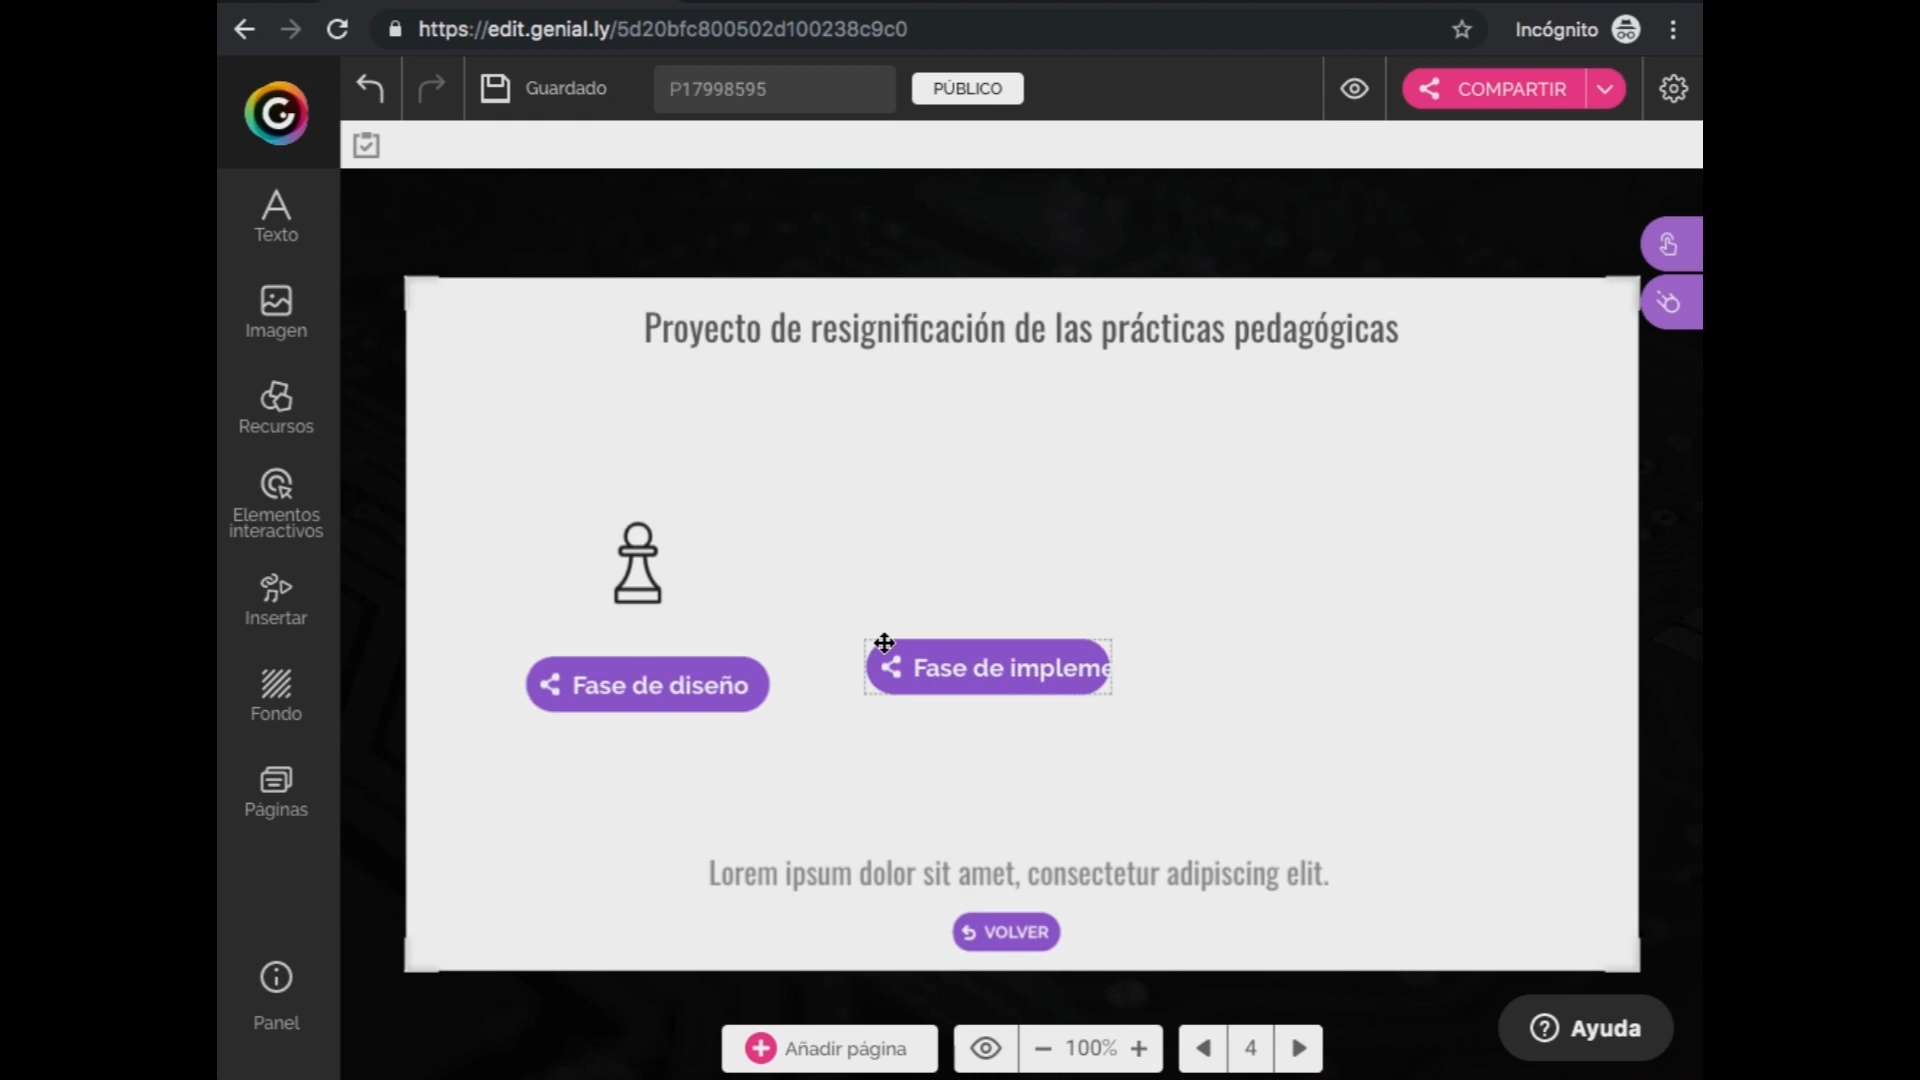 https://edit.genial.ly/5d20bfc800502d100238c9c0
Incógnito
Guardado
P17998595
PÚBLICO
COMPARTIR
Texto
Imagen
Recursos
Elementos
interactivos
Insertar
Fondo
Páginas
Panel
Proyecto de resignificación de las prácticas pedagógicas
Fase de diseño
Fase de impleme
Lorem ipsum dolor sit amet, consectetur adipiscing elit.
VOLVER
Añadir página
100%
4
Ayuda